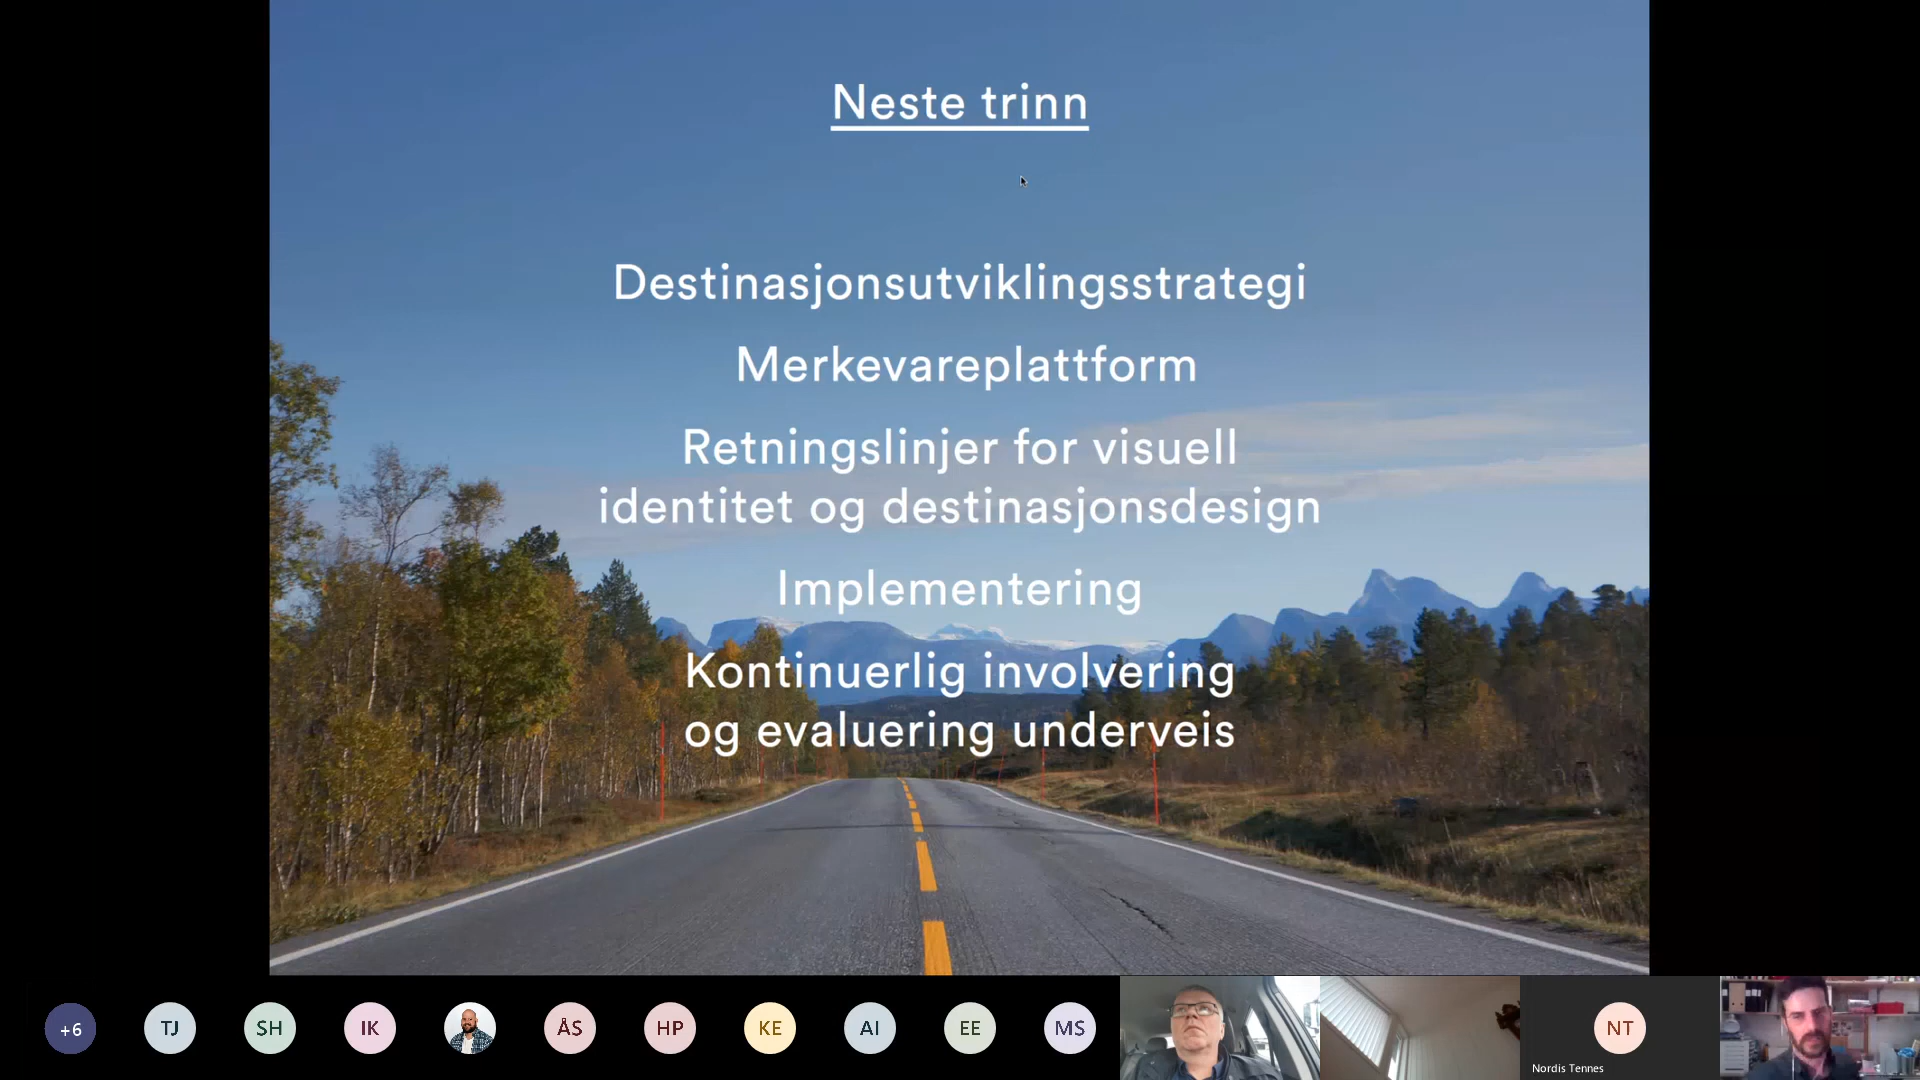 Neste trinn
Destinasjonsutviklingsstrategi
Merkevareplattform
Retningslinjer for visuell
identitet og destinasjonsdesign
Implementering
Kontinuerlig involvering
og evaluering underveis
+6
TJ
SH
IK
ÅS
HP
KE
AI
EE
MS
NT
Nordis Tennes